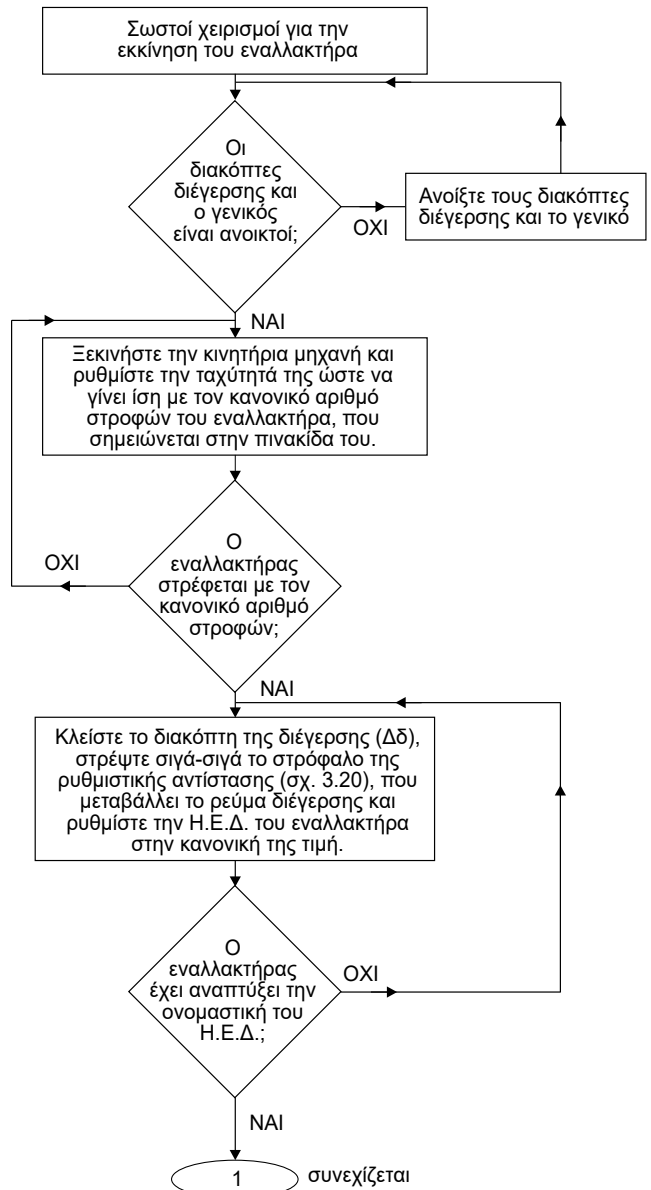 Σωστοί χειρισμοί για την
εκκίνηση του εναλλακτήρα
Οι
διακόπτες
διέγερσης και
ο γενικός
είναι ανοικτοί;
ΟΧΙ
Ανοίξτε τους διακόπτες
διέγερσης και το γενικό
ΝΑΙ
Ξεκινήστε την κινητήρια μηχανή και
ρυθμίστε την ταχύτητά της ώστε να
γίνει ίση με τον κανονικό αριθμό
στροφών του εναλλακτήρα, που
σημειώνεται στην πινακίδα του.
ΟΧΙ
Ο
εναλλακτήρας
στρέφεται με τον
κανονικό αριθμό
στροφών;
ΝΑΙ
Κλείστε το διακόπτη της διέγερσης (Δδ),
στρέψτε σιγά-σιγά το στρόφαλο της
ρυθμιστικής αντίστασης (σχ. 3.20), που
μεταβάλλει το ρεύμα διέγερσης και
ρυθμίστε την Η.Ε.Δ. του εναλλακτήρα
στην κανονική της τιμή.
Ο
εναλλακτήρας
έχει αναπτύξει την
ονομαστική του
Η.Ε.Δ.;
ΟΧΙ
ΝΑΙ
1 συνεχίζεται